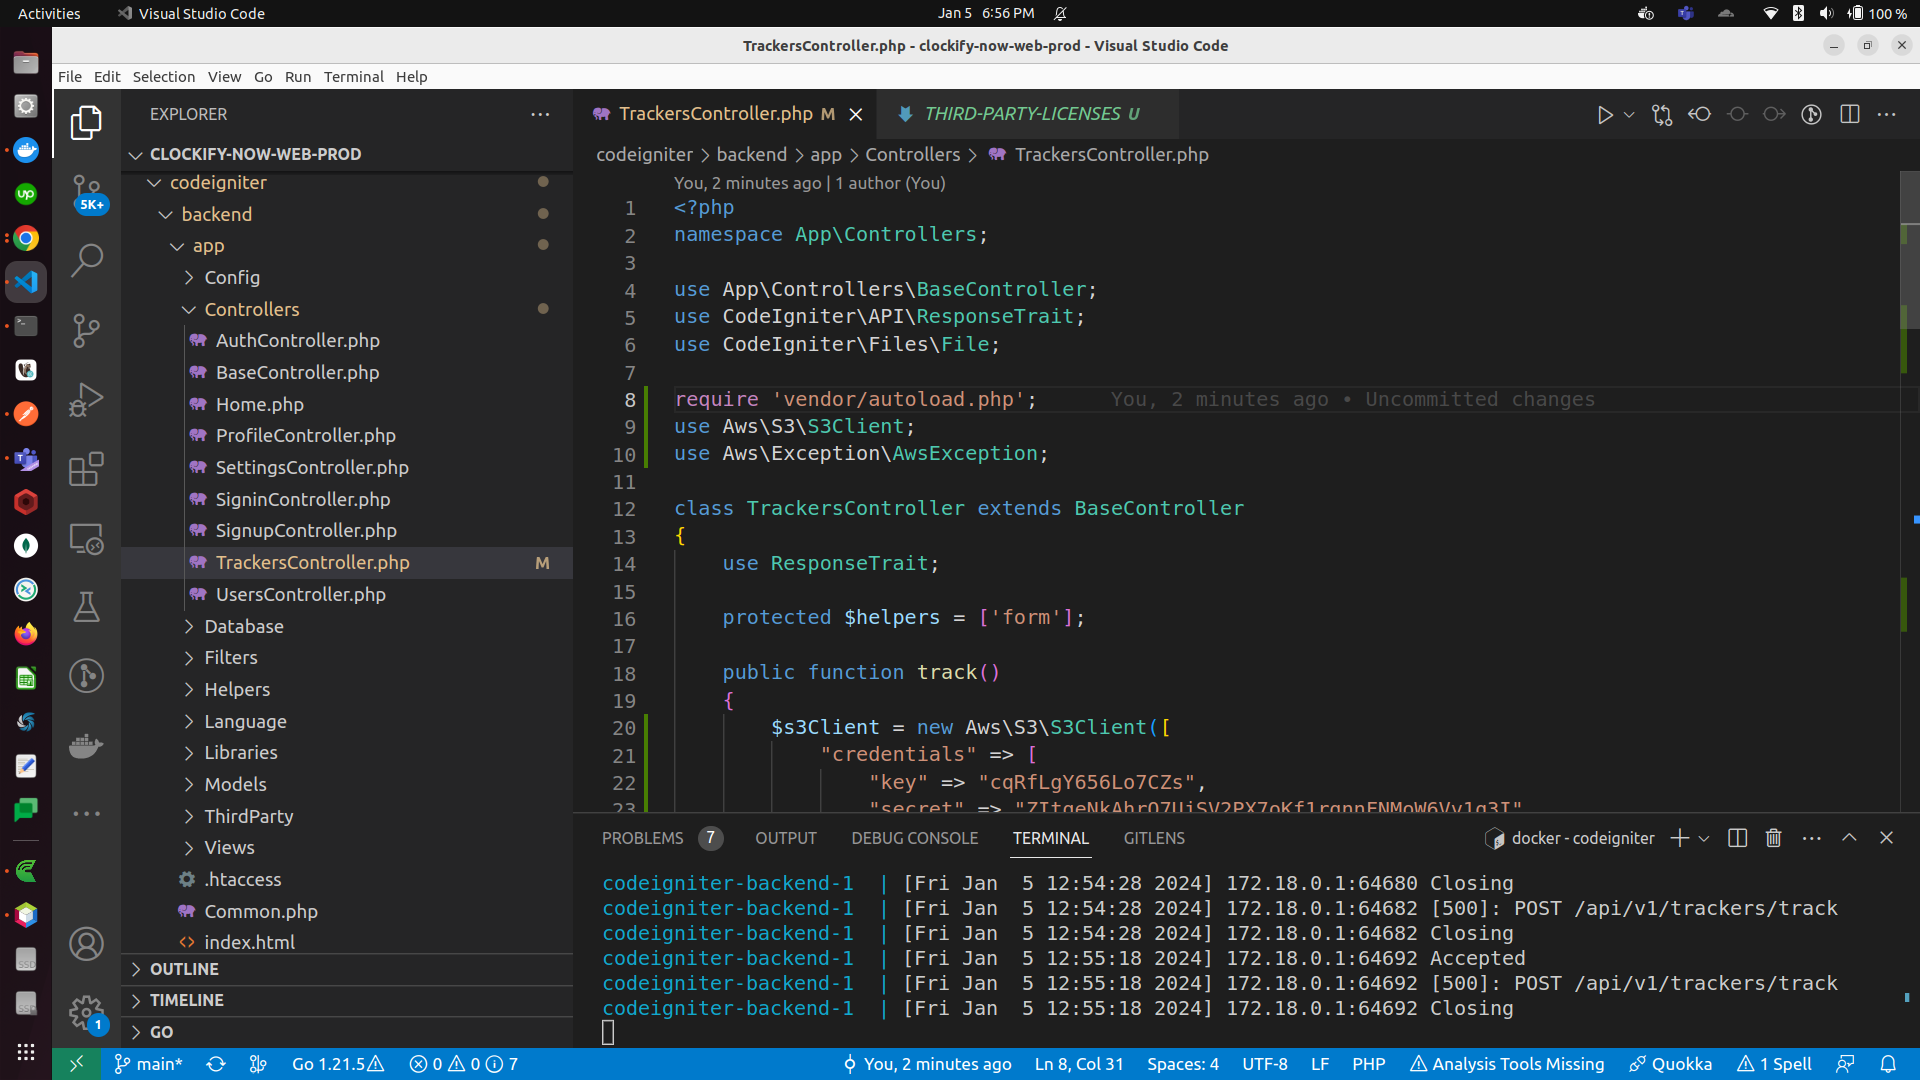 Activities Visual Studio Code Jan 5 6:56 PM 100 %
TrackersController.php - clockify-now-web-prod - Visual Studio Code
File Edit Selection View Go Run Terminal Help
EXPLORER
CLOCKIFY-NOW-WEB-PROD
codeigniter
backend
app
Config
Controllers
AuthController.php
BaseController.php
Home.php
ProfileController.php
SettingsController.php
SigninController.php
SignupController.php
TrackersController.php M
UsersController.php
Database
Filters
Helpers
Language
Libraries
Models
ThirdParty
Views
.htaccess
Common.php
index.html
OUTLINE
TIMELINE
GO
5K+
1
TrackersController.php M THIRD-PARTY-LICENSES U
codeigniter > backend > app > Controllers > TrackersController.php
You, 2 minutes ago | 1 author (You)
1 <?php
2 namespace App\Controllers;
3
4 use App\Controllers\BaseController;
5 use CodeIgniter\API\ResponseTrait;
6 use CodeIgniter\Files\File;
7
8 require 'vendor/autoload.php'; You, 2 minutes ago • Uncommitted changes
9 use Aws\S3\S3Client;
10 use Aws\Exception\AwsException;
11
12 class TrackersController extends BaseController
13 {
14 use ResponseTrait;
15
16 protected $helpers = ['form'];
17
18 public function track()
19 {
20 $s3Client = new Aws\S3\S3Client([
21 "credentials" => [
22 "key" => "cqRfLgY656Lo7CZs",
23 "secret" =>
PROBLEMS 7 OUTPUT DEBUG CONSOLE TERMINAL GITLENS docker - codeigniter
codeigniter-backend-1 | [Fri Jan 5 12:54:28 2024] 172.18.0.1:64680 Closing
codeigniter-backend-1 | [Fri Jan 5 12:54:28 2024] 172.18.0.1:64682 [500]: POST /api/v1/trackers/track
codeigniter-backend-1 | [Fri Jan 5 12:54:28 2024] 172.18.0.1:64682 Closing
codeigniter-backend-1 | [Fri Jan 5 12:55:18 2024] 172.18.0.1:64692 Accepted
codeigniter-backend-1 | [Fri Jan 5 12:55:18 2024] 172.18.0.1:64692 [500]: POST /api/v1/trackers/track
codeigniter-backend-1 | [Fri Jan 5 12:55:18 2024] 172.18.0.1:64692 Closing
main* Go 1.21.5 0 0 7 You, 2 minutes ago Ln 8, Col 31 Spaces: 4 UTF-8 LF PHP Analysis Tools Missing Quokka 1 Spell